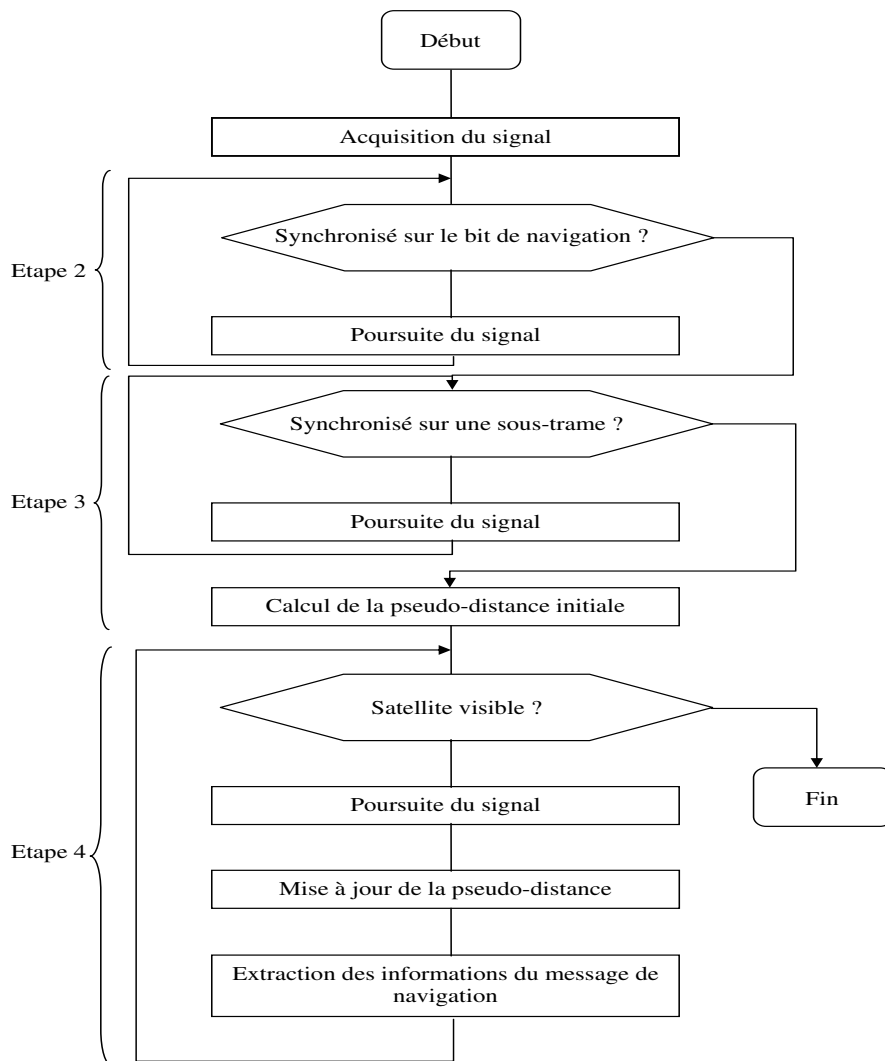 Début
Acquisition du signal
Etape 2
Synchronisé sur le bit de navigation ?
Poursuite du signal
Etape 3
Synchronisé sur une sous-trame ?
Poursuite du signal
Calcul de la pseudo-distance initiale
Etape 4
Satellite visible ?
Fin
Poursuite du signal
Mise à jour de la pseudo-distance
Extraction des informations du message de
navigation